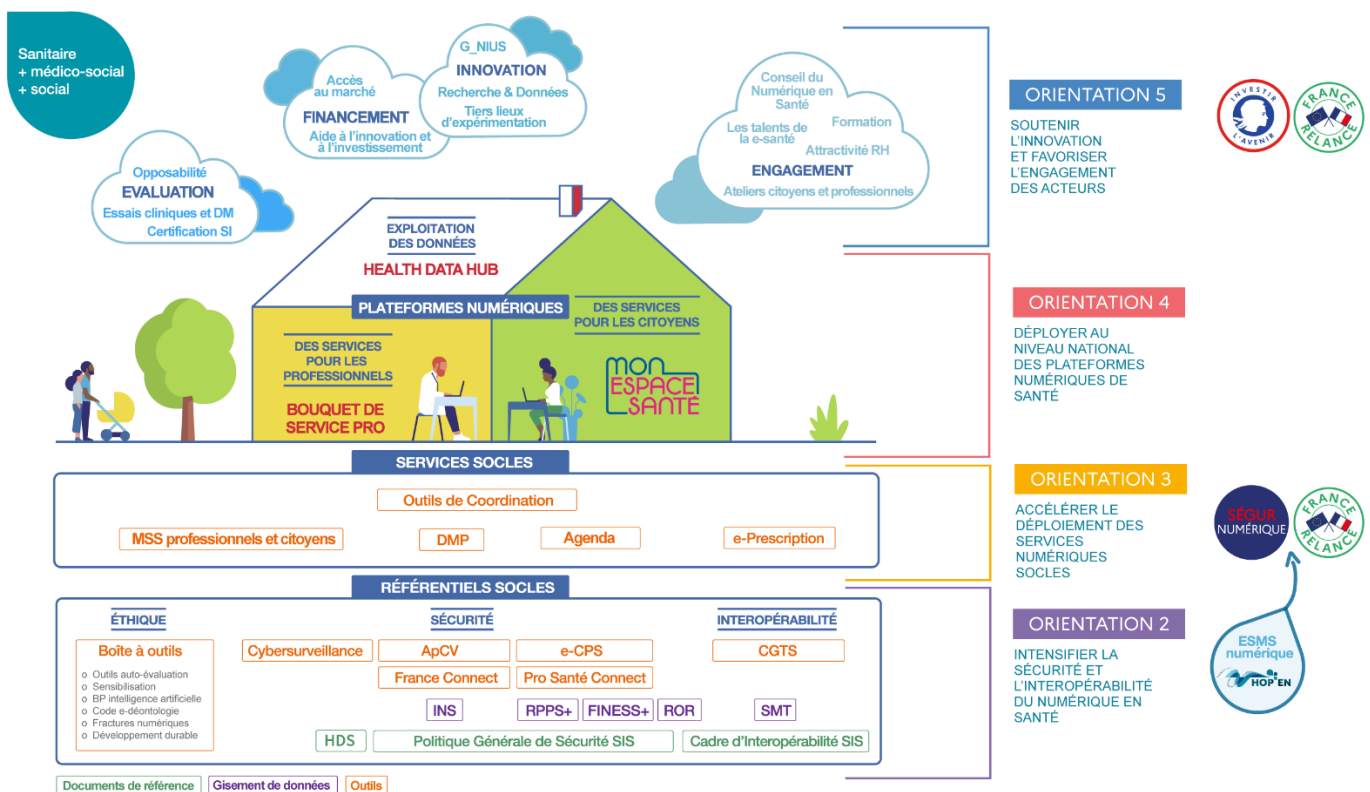 Sanitaire
+ médico-social
+ social
Opposabilité
EVALUATION
Essais cliniques et DM
Certification SI
Accès
au marché
FINANCEMENT
Aide à l'innovation et
à l'investissement
G_NIUS
INNOVATION
Recherche & Données
Tiers lieux
d'expérimentation
Conseil du
Numérique en
Santé
Les talents de
la e-santé
Formation
Attractivité RH
ENGAGEMENT
Ateliers citoyens et professionnels
ORIENTATION 5
SOUTENIR
L'INNOVATION
ET FAVORISER
L'ENGAGEMENT
DES ACTEURS
INVESTIR
L'AVENIR
FRANCE
RELANCE
EXPLOITATION
DES DONNÉES
HEALTH DATA HUB
PLATEFORMES NUMÉRIQUES
DES SERVICES
POUR LES
PROFESSIONNELS
BOUQUET DE
SERVICE PRO
DES SERVICES
POUR LES CITOYENS
MON
ESPACE
SANTÉ
ORIENTATION 4
DÉPLOYER AU
NIVEAU NATIONAL
DES PLATEFORMES
NUMÉRIQUES DE
SANTÉ
SERVICES SOCLES
Outils de Coordination
MSS professionnels et citoyens
DMP
Agenda
e-Prescription
ORIENTATION 3
ACCÉLÉRER LE
DÉPLOIEMENT DES
SERVICES
NUMÉRIQUES
SOCLES
SÉGUR
NUMÉRIQUE
FRANCE
RELANCE
RÉFÉRENTIELS SOCLES
ÉTHIQUE
Boîte à outils
o Outils auto-évaluation
o Sensibilisation
o BP intelligence artificielle
o Code e-déontologie
o Fractures numériques
o Développement durable
SÉCURITÉ
Cybersurveillance
ApCV
e-CPS
France Connect
Pro Santé Connect
INS
RPPS+
FINESS+
ROR
HDS
Politique Générale de Sécurité SIS
INTEROPÉRABILITÉ
CGTS
SMT
Cadre d'Interopérabilité SIS
ORIENTATION 2
INTENSIFIER LA
SÉCURITÉ ET
L'INTEROPÉRABILITÉ
DU NUMÉRIQUE EN
SANTÉ
ESMS
numérique
HOP'EN
Documents de référence
Gisement de données
Outils